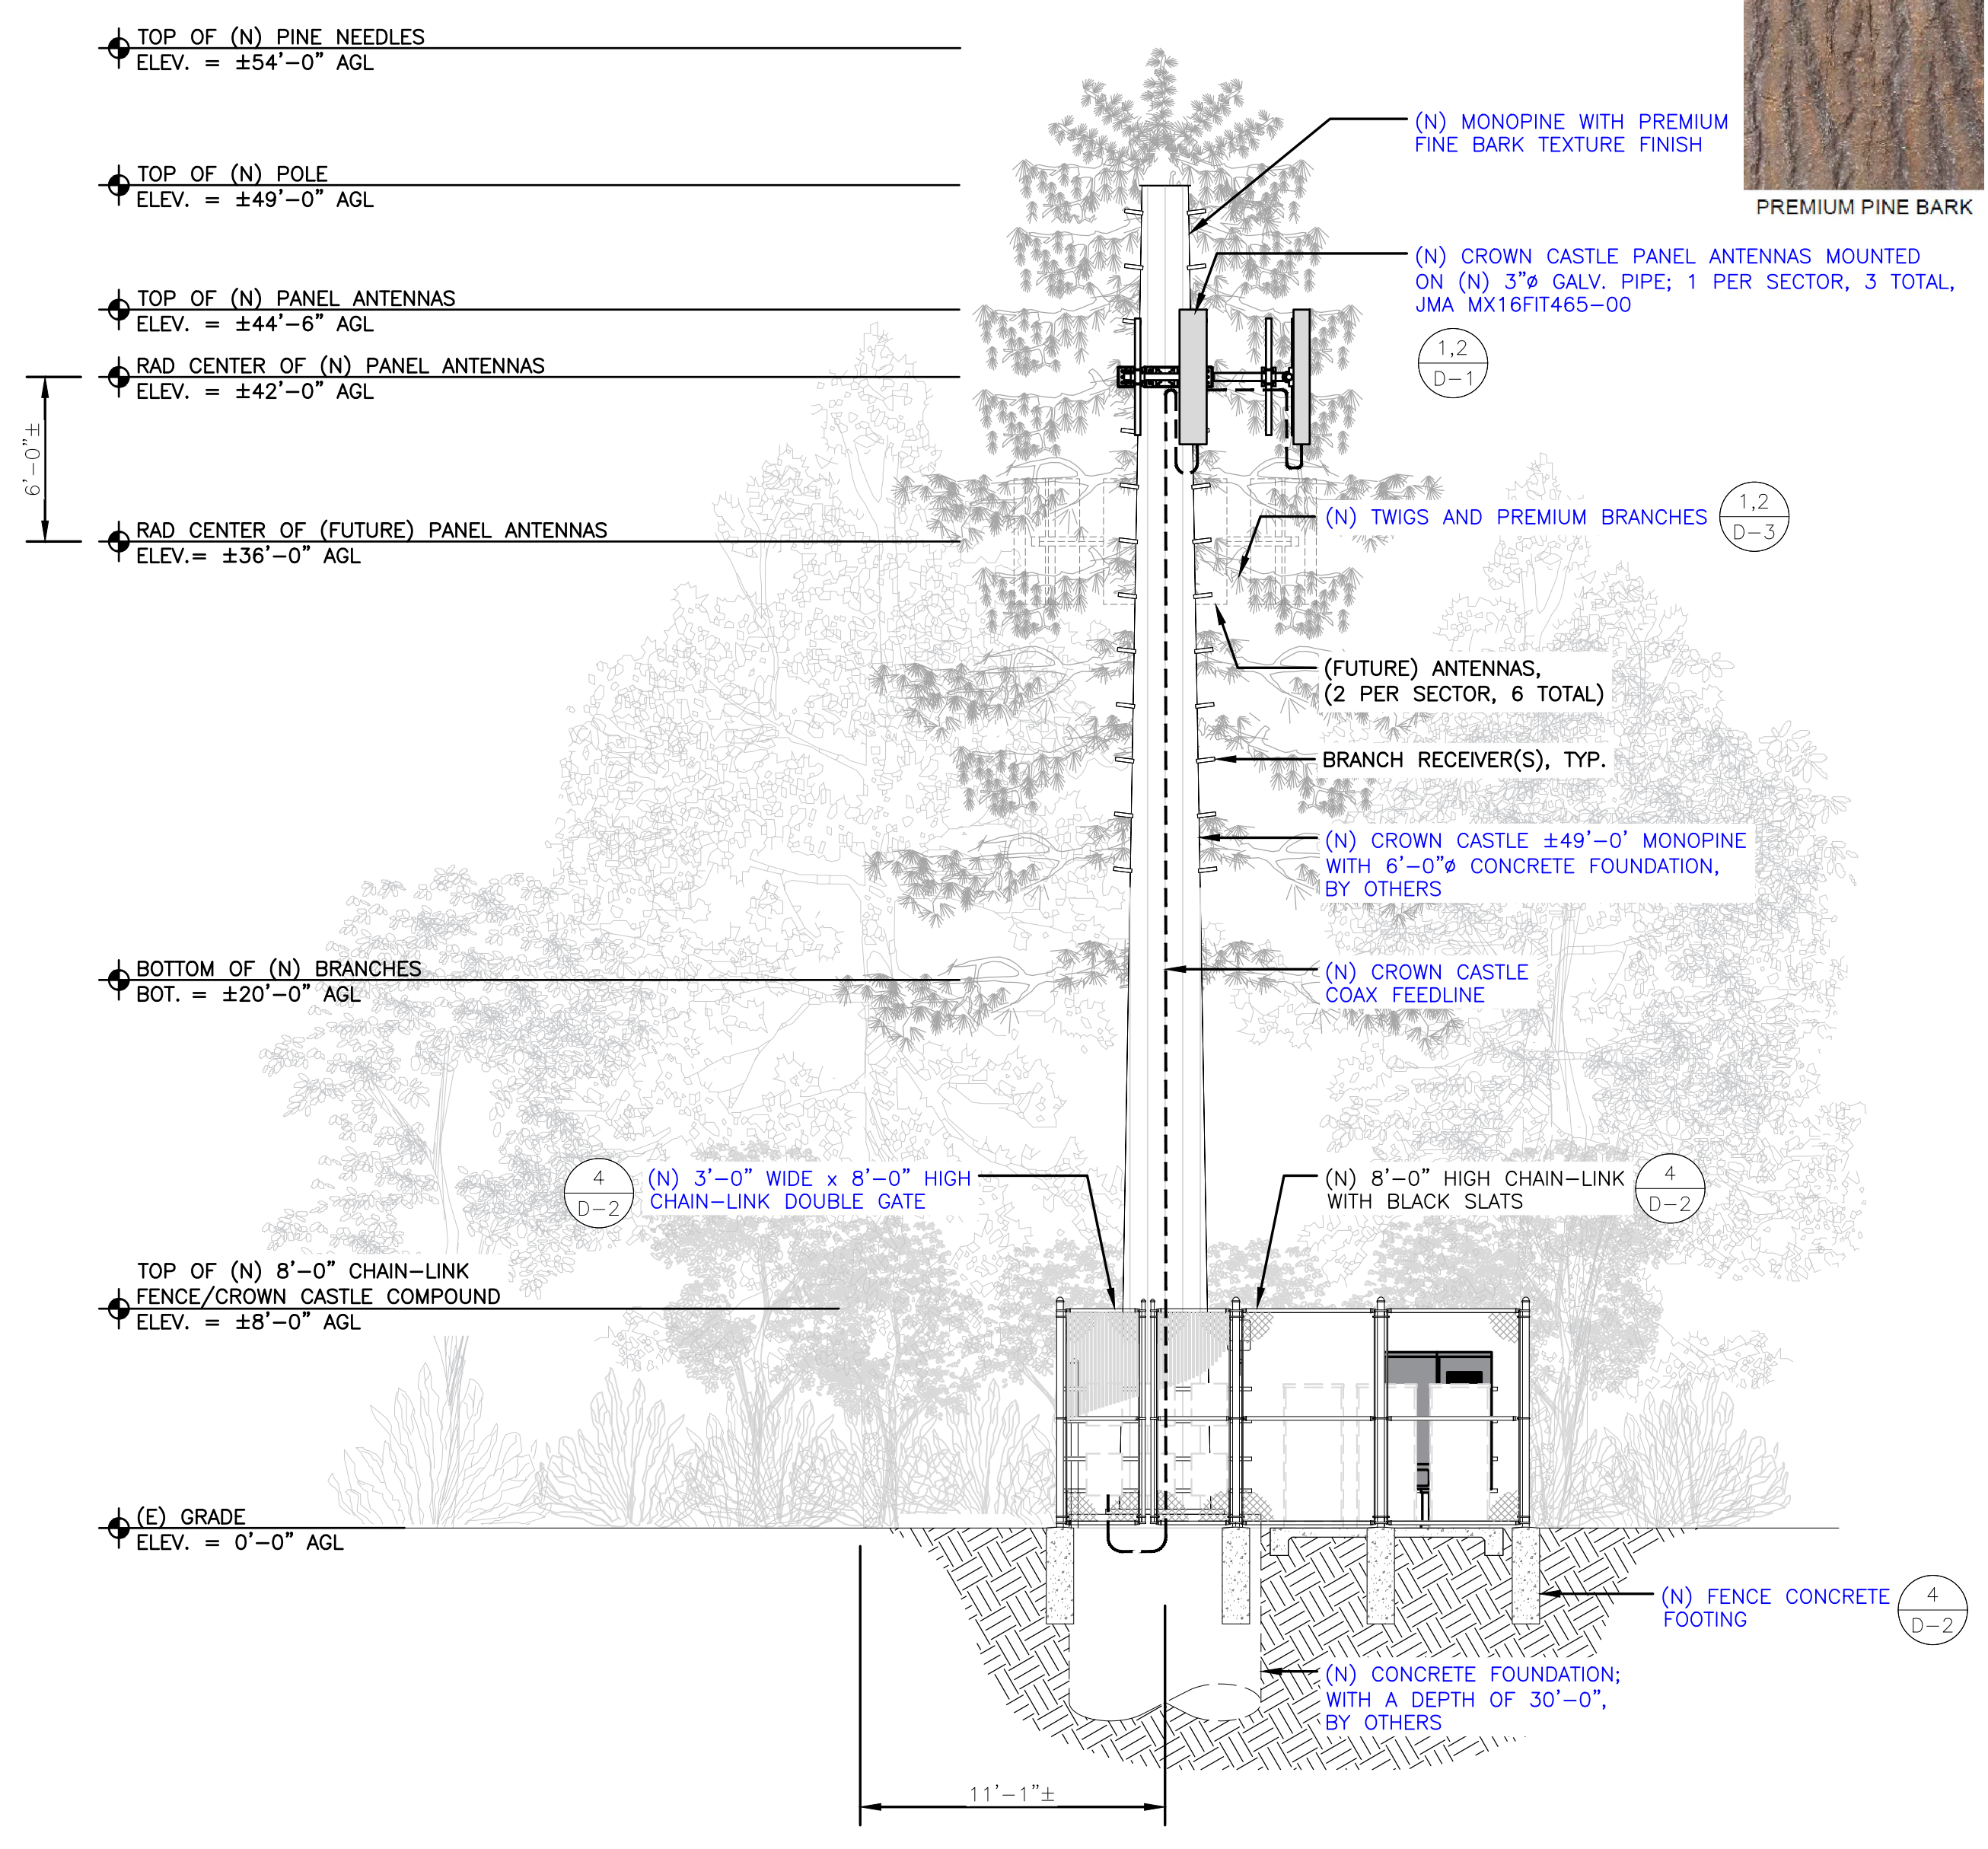 TOP OF (N) PINE NEEDLES
ELEV. = ±54'-0" AGL
TOP OF (N) POLE
ELEV. = ±49'-0" AGL
TOP OF (N) PANEL ANTENNAS
ELEV. = ±44'-6" AGL
RAD CENTER OF (N) PANEL ANTENNAS
ELEV. = ±42'-0" AGL
6'-0"±
RAD CENTER OF (FUTURE) PANEL ANTENNAS
ELEV.= ±36'-0" AGL
BOTTOM OF (N) BRANCHES
BOT. = ±20'-0" AGL
TOP OF (N) 8'-0" CHAIN-LINK
FENCE/CROWN CASTLE COMPOUND
ELEV. = ±8'-0" AGL
(E) GRADE
ELEV. = 0'-0" AGL
PREMIUM PINE BARK
(N) MONOPINE WITH PREMIUM
FINE BARK TEXTURE FINISH
(N) CROWN CASTLE PANEL ANTENNAS MOUNTED
ON (N) 3"ø GALV. PIPE; 1 PER SECTOR, 3 TOTAL,
JMA MX16FIT465-00
1,2
D-1
(N) TWIGS AND PREMIUM BRANCHES
1,2
D-3
(FUTURE) ANTENNAS,
(2 PER SECTOR, 6 TOTAL)
BRANCH RECEIVER(S), TYP.
(N) CROWN CASTLE ±49'-0' MONOPINE
WITH 6'-0"ø CONCRETE FOUNDATION,
BY OTHERS
(N) CROWN CASTLE
COAX FEEDLINE
4
D-2
(N) 3'-0" WIDE x 8'-0" HIGH
CHAIN-LINK DOUBLE GATE
(N) 8'-0" HIGH CHAIN-LINK
WITH BLACK SLATS
4
D-2
(N) FENCE CONCRETE
FOOTING
4
D-2
(N) CONCRETE FOUNDATION;
WITH A DEPTH OF 30'-0",
BY OTHERS
11'-1"±